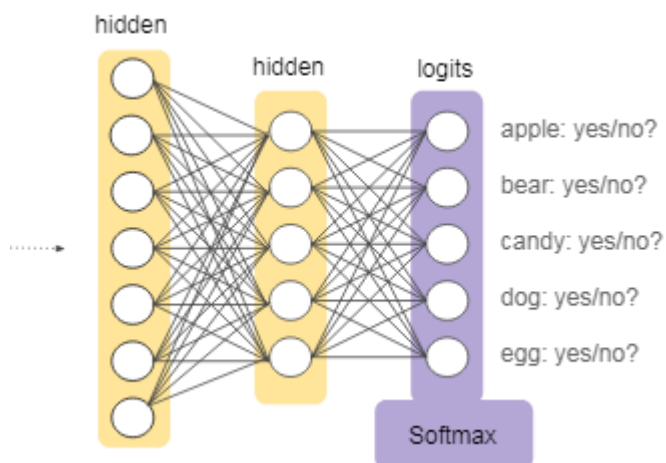 hidden
hidden
logits
apple: yes/no?
bear: yes/no?
candy: yes/no?
dog: yes/no?
egg: yes/no?
Softmax